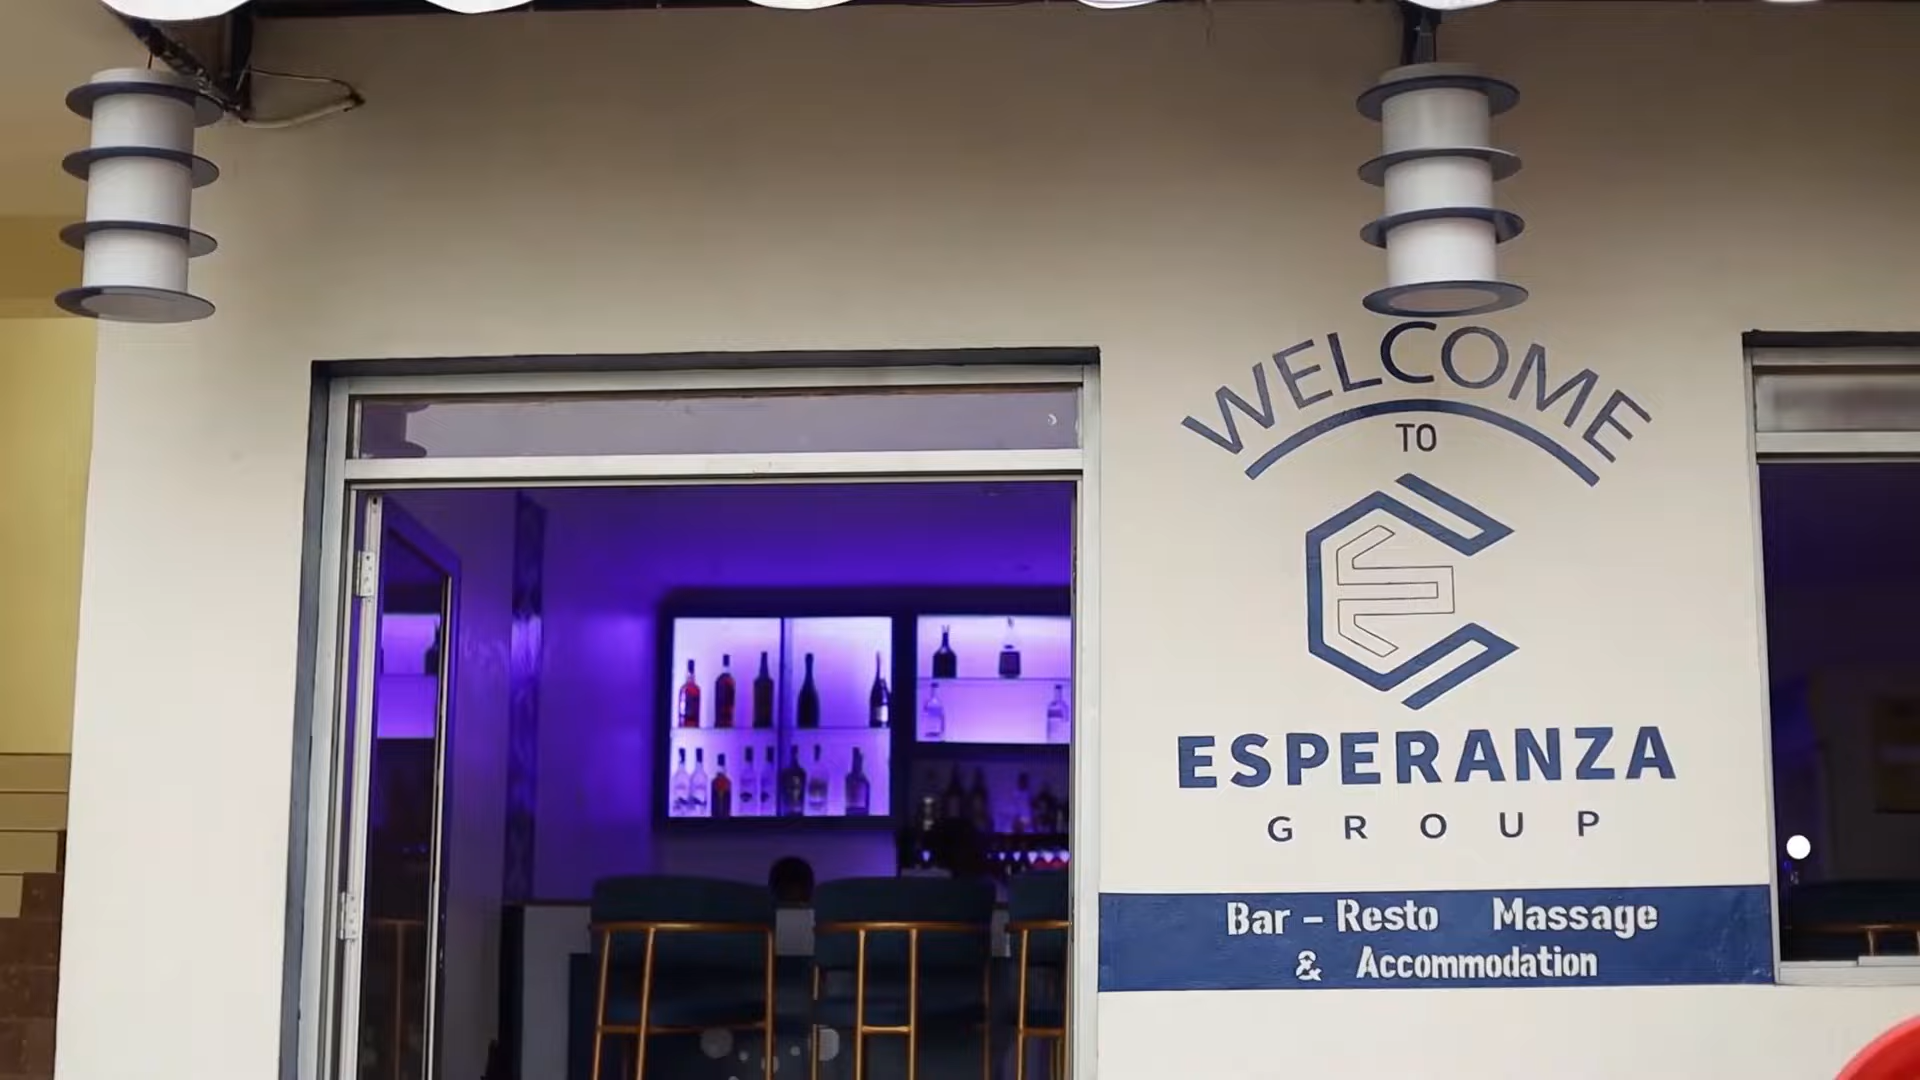 WELCOME
TO
ESPERANZA
GROUP
Bar - Resto Massage
& Accommodation